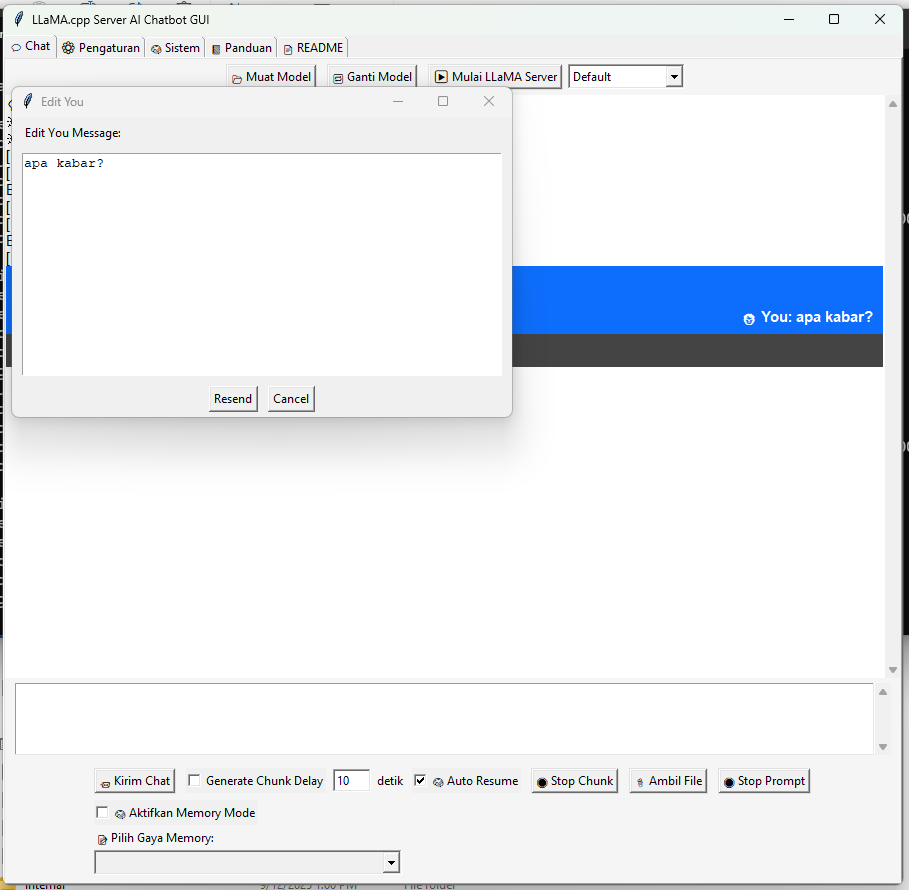 LLaMA.cpp Server AI Chatbot GUI
Chat Pengaturan Sistem Panduan README
Muat Model Ganti Model Mulai LLaMA Server Default
Edit You
Edit You Message:
apa kabar?
You: apa kabar?
Resend Cancel
Kirim Chat Generate Chunk Delay 10 detik Auto Resume Stop Chunk Ambil File Stop Prompt
Aktifkan Memory Mode
Pilih Gaya Memory: